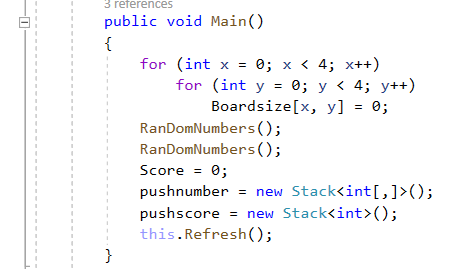 3 references
public void Main()
{
for (int x = 0; x < 4; x++)
for (int y = 0; y < 4; y++)
Boardsize[x, y] = 0;
RanDomNumbers();
RanDomNumbers();
Score = 0;
pushnumber = new Stack<int[,]>();
pushscore = new Stack<int>();
this.Refresh();
}